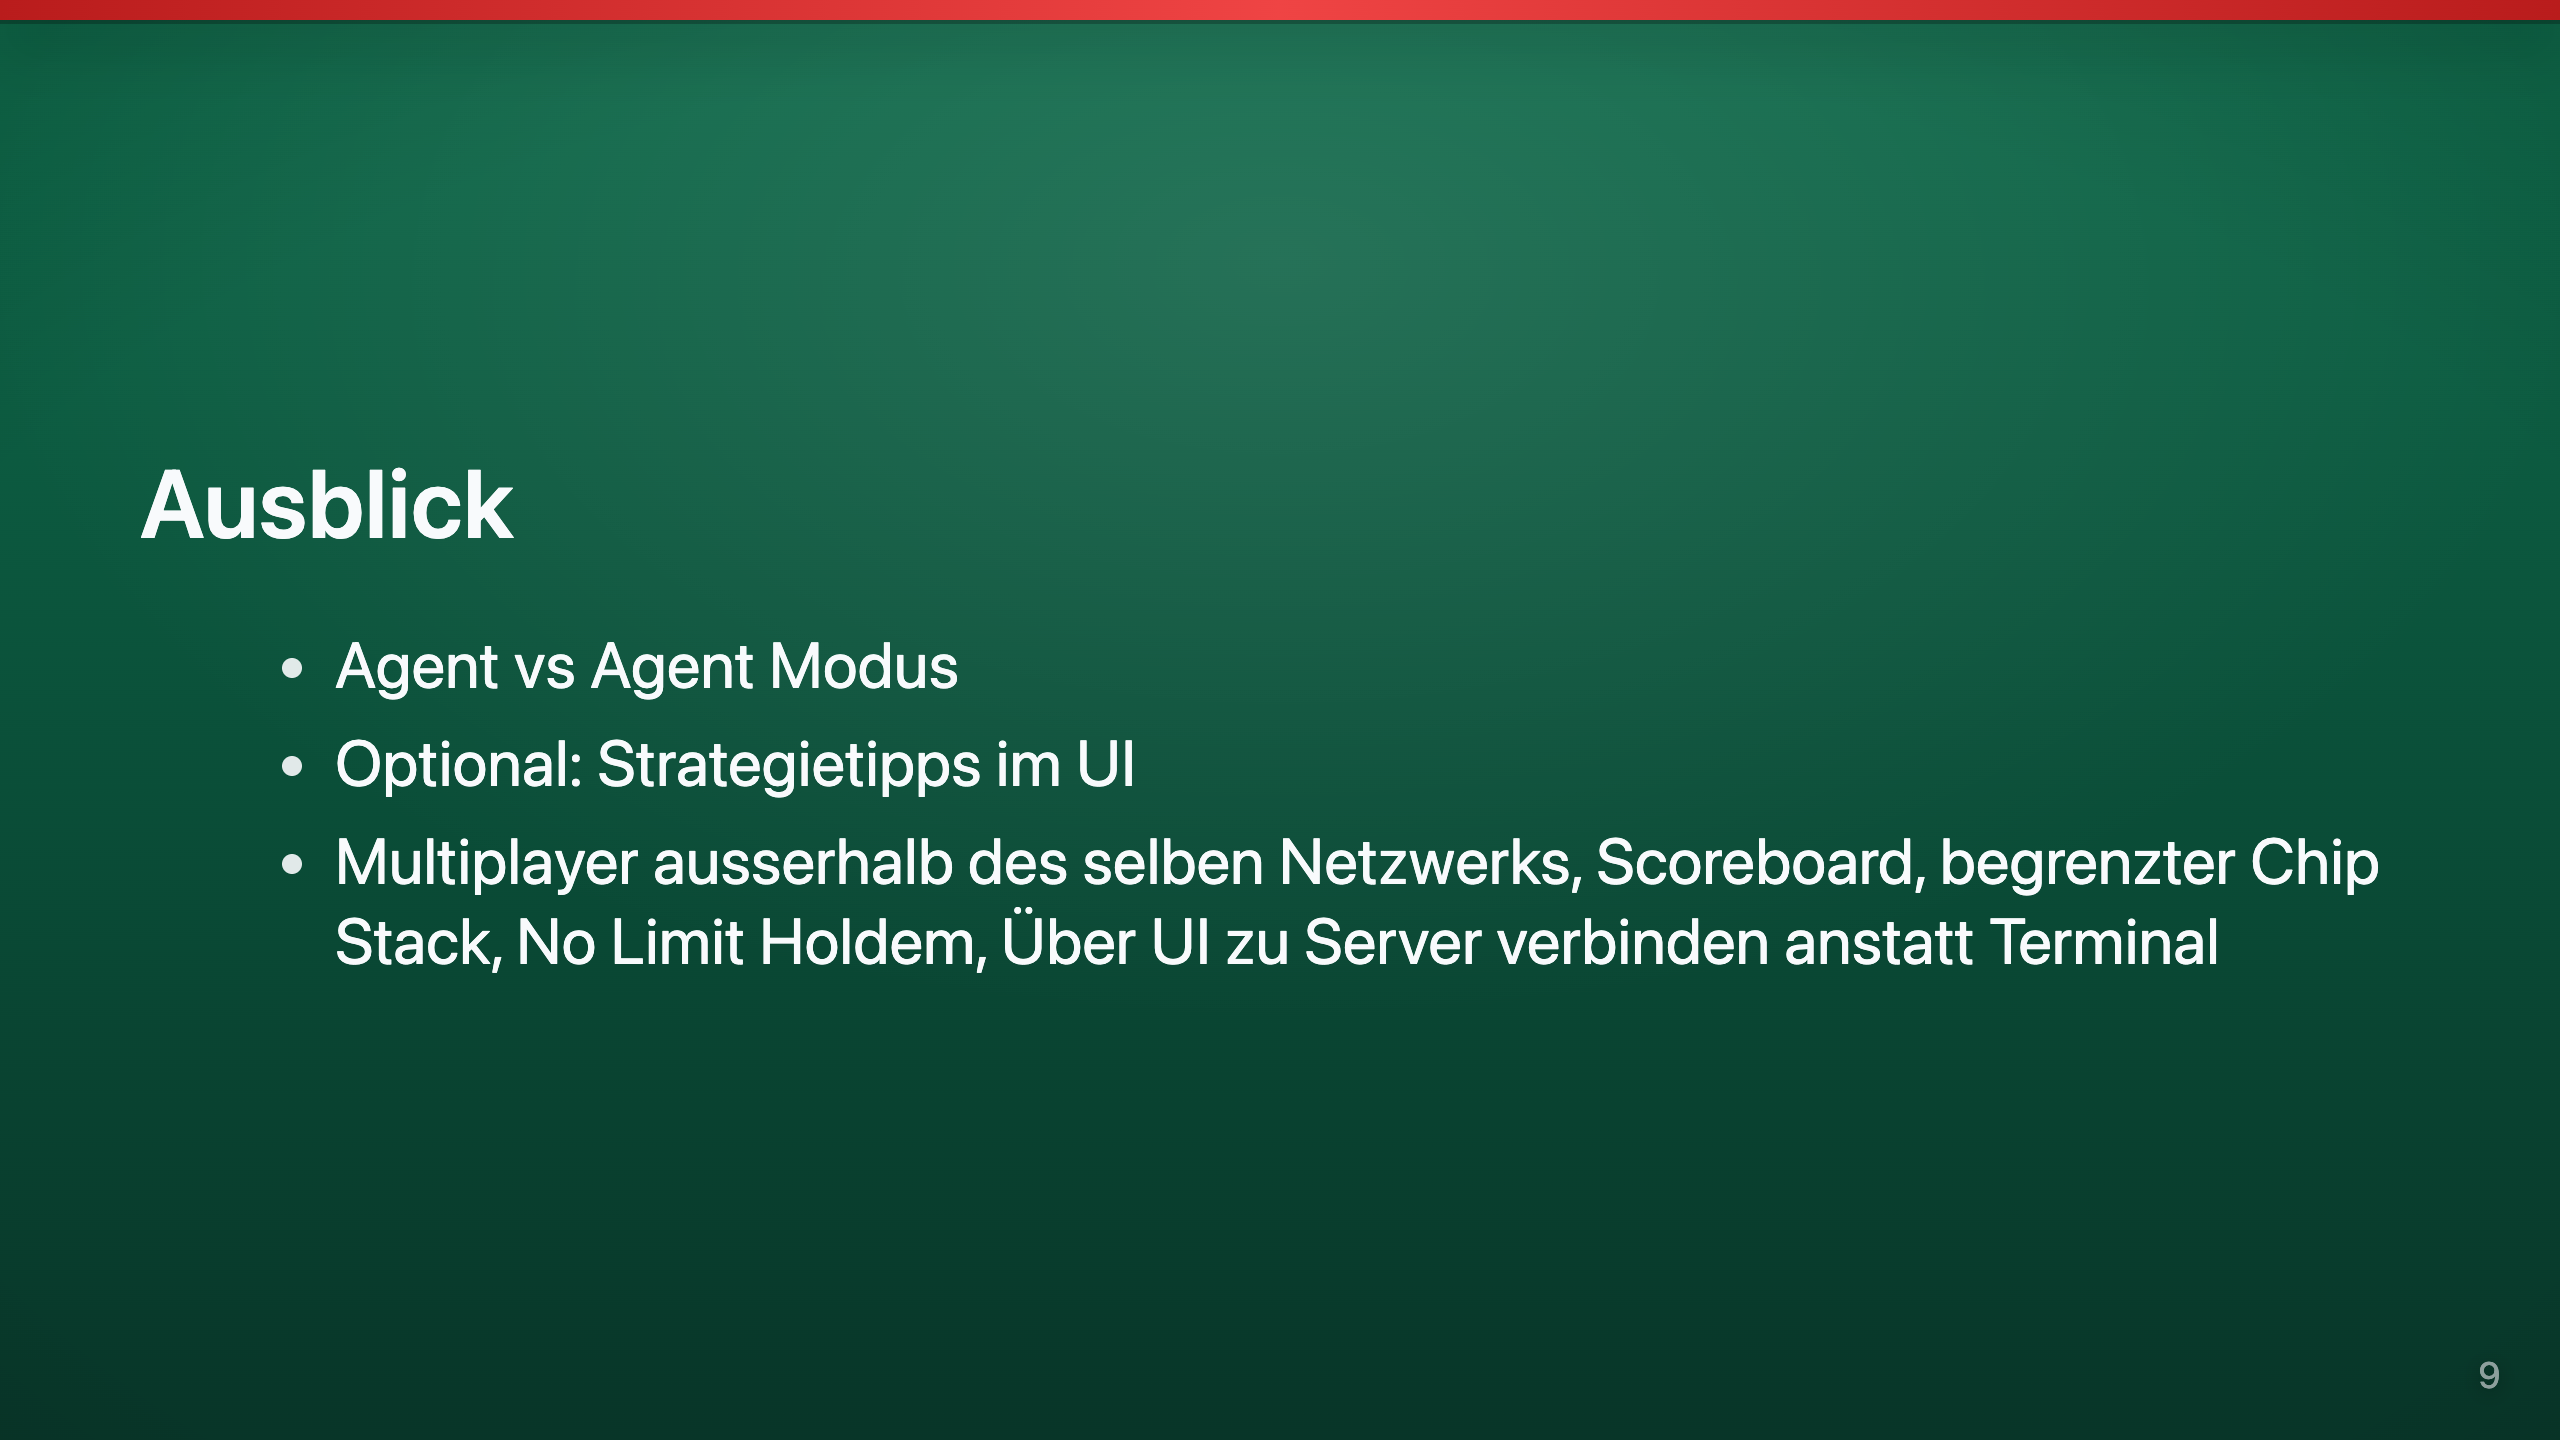 Ausblick
• Agent vs Agent Modus
• Optional: Strategietipps im UI
• Multiplayer ausserhalb des selben Netzwerks, Scoreboard, begrenzter Chip
Stack, No Limit Holdem, Über UI zu Server verbinden anstatt Terminal
9